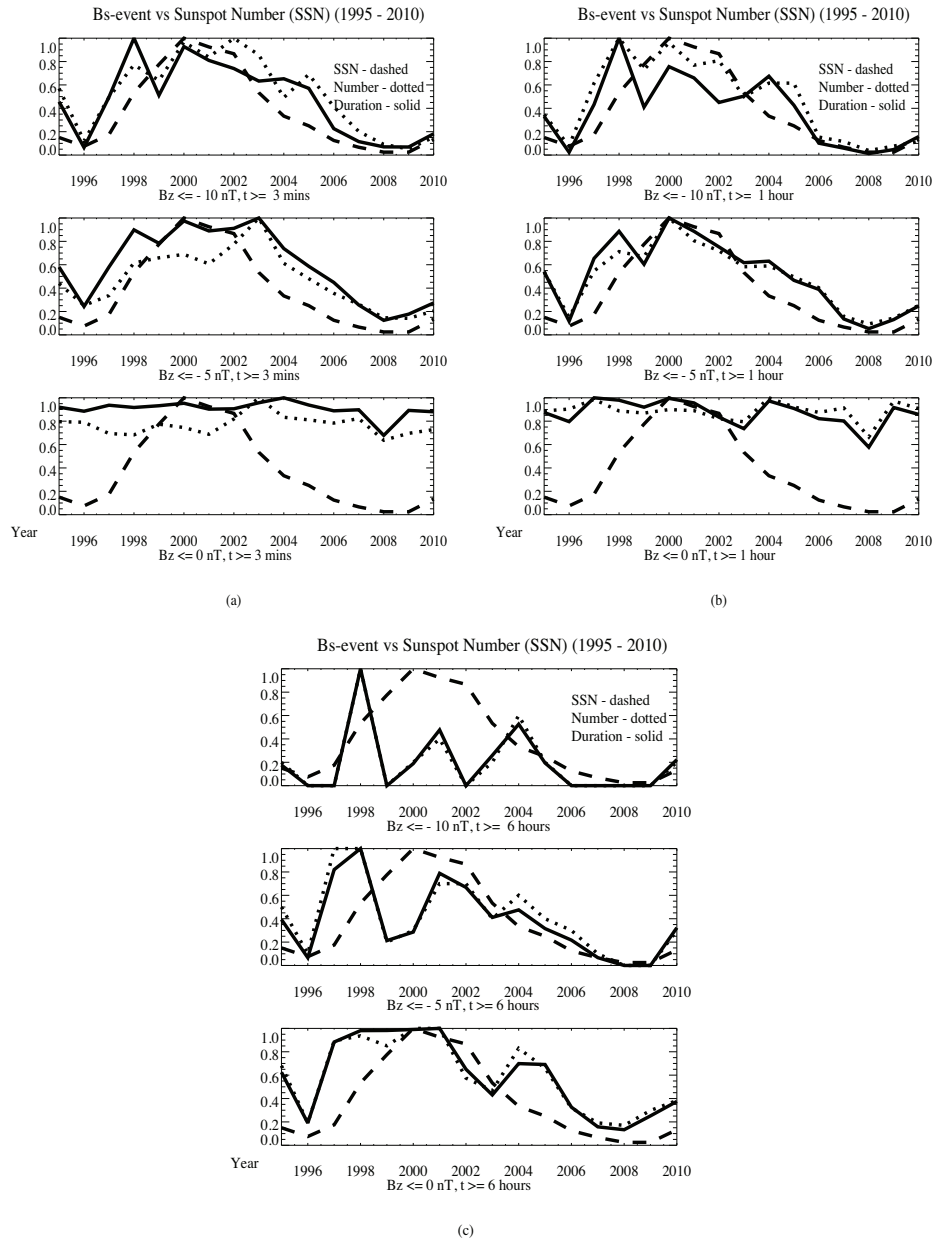 Bs-event vs Sunspot Number (SSN) (1995 - 2010)
1.0
0.8
0.6
0.4
0.2
0.0
SSN - dashed
Number - dotted
Duration - solid
1996 1998 2000 2002 2004 2006 2008 2010
Bz <= - 10 nT, t >= 3 mins
1.0
0.8
0.6
0.4
0.2
0.0
1996 1998 2000 2002 2004 2006 2008 2010
Bz <= - 5 nT, t >= 3 mins
1.0
0.8
0.6
0.4
0.2
0.0
Year
1996 1998 2000 2002 2004 2006 2008 2010
Bz <= 0 nT, t >= 3 mins
(a)
Bs-event vs Sunspot Number (SSN) (1995 - 2010)
1.0
0.8
0.6
0.4
0.2
0.0
SSN - dashed
Number - dotted
Duration - solid
1996 1998 2000 2002 2004 2006 2008 2010
Bz <= - 10 nT, t >= 1 hour
1.0
0.8
0.6
0.4
0.2
0.0
1996 1998 2000 2002 2004 2006 2008 2010
Bz <= - 5 nT, t >= 1 hour
1.0
0.8
0.6
0.4
0.2
0.0
Year
1996 1998 2000 2002 2004 2006 2008 2010
Bz <= 0 nT, t >= 1 hour
(b)
Bs-event vs Sunspot Number (SSN) (1995 - 2010)
1.0
0.8
0.6
0.4
0.2
0.0
SSN - dashed
Number - dotted
Duration - solid
1996 1998 2000 2002 2004 2006 2008 2010
Bz <= - 10 nT, t >= 6 hours
1.0
0.8
0.6
0.4
0.2
0.0
1996 1998 2000 2002 2004 2006 2008 2010
Bz <= - 5 nT, t >= 6 hours
1.0
0.8
0.6
0.4
0.2
0.0
Year
1996 1998 2000 2002 2004 2006 2008 2010
Bz <= 0 nT, t >= 6 hours
(c)